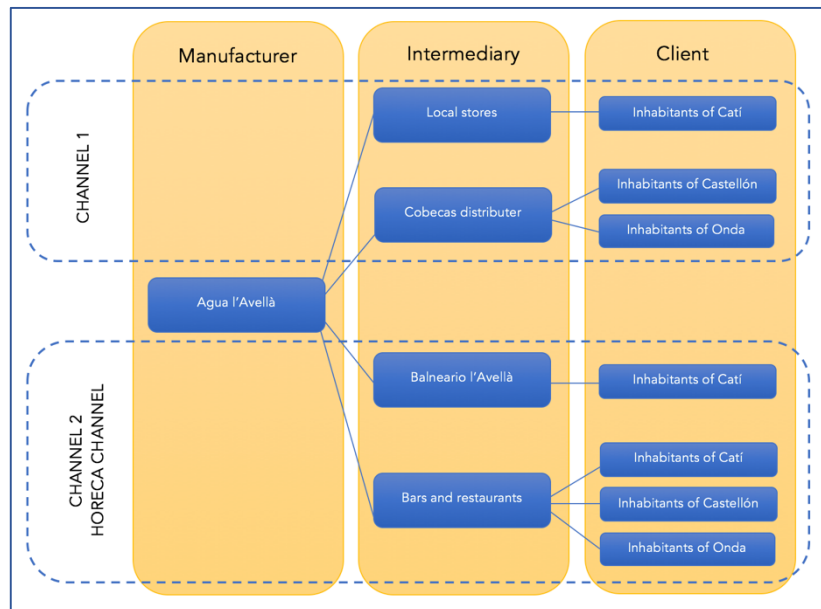 Manufacturer
Intermediary
Client
CHANNEL 1
Local stores
Inhabitants of Catí
Cobecas distributer
Inhabitants of Castellón
Inhabitants of Onda
Agua l’Avellà
CHANNEL 2
HORECA CHANNEL
Balneario l’Avellà
Inhabitants of Catí
Bars and restaurants
Inhabitants of Catí
Inhabitants of Castellón
Inhabitants of Onda